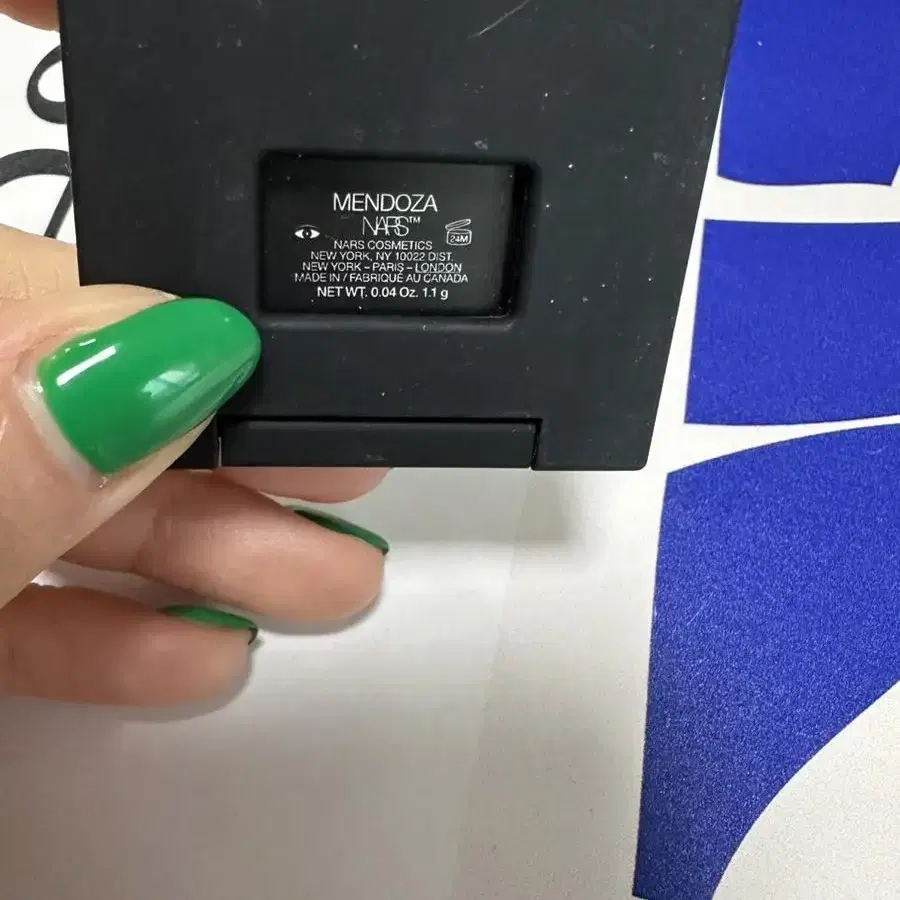 MENDOZA
NARS™
24M
NARS COSMETICS
NEW YORK, NY 10022 DIST.
NEW YORK – PARIS – LONDON
MADE IN / FABRIQUÉ AU CANADA
NET WT. 0.04 Oz. 1.1 g